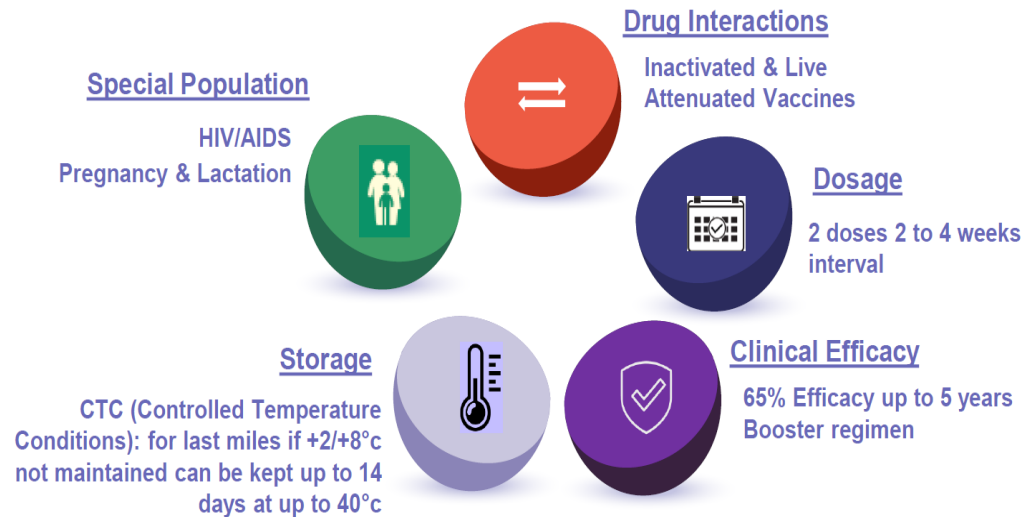 Drug Interactions
Inactivated & Live
Attenuated Vaccines
Special Population
HIV/AIDS
Pregnancy & Lactation
Dosage
2 doses 2 to 4 weeks
interval
Storage
CTC (Controlled Temperature
Conditions): for last miles if +2/+8°c
not maintained can be kept up to 14
days at up to 40°c
Clinical Efficacy
65% Efficacy up to 5 years
Booster regimen